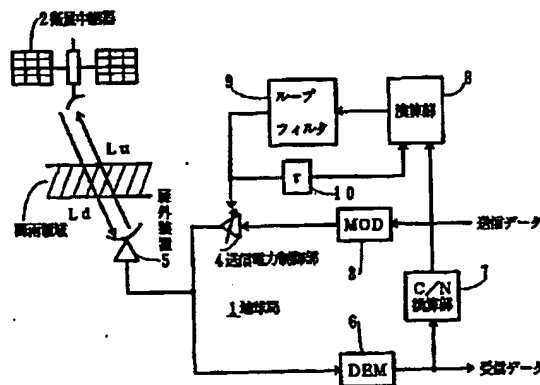 2衛星中継器
Lu
Ld
降雨領域
屋外装置
5
9
ループ
フィルタ
演算部
8
τ
10
4送信電力制御部
MOD
3
送信データ
C/N
換算部
7
1地球局
6
DEM
受信データ